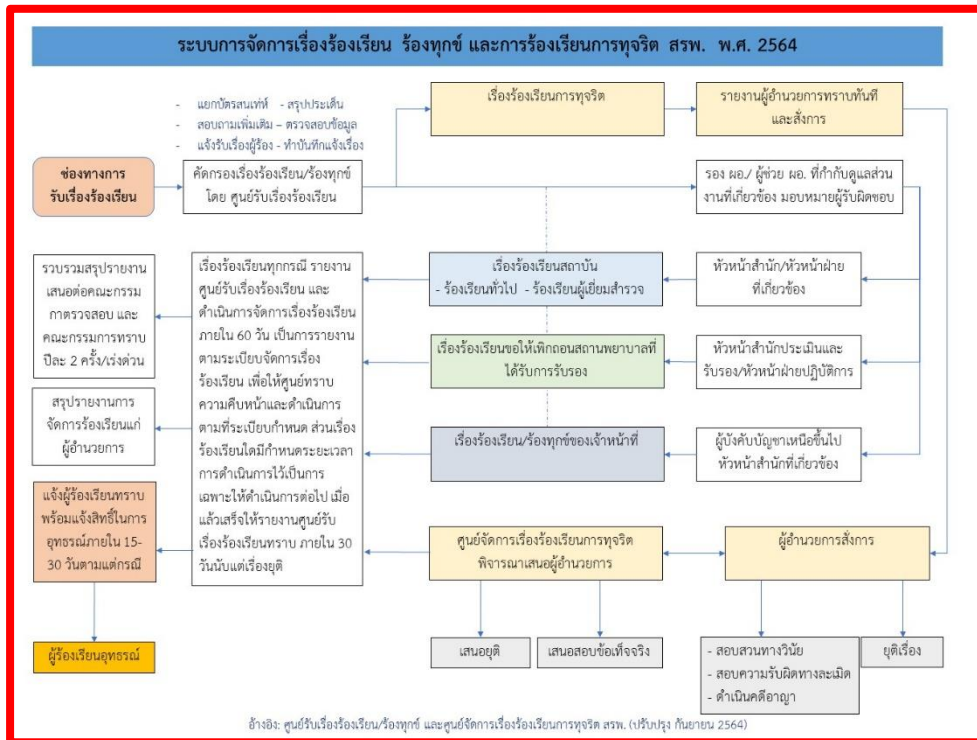 ระบบการจัดการเรื่องร้องเรียน ร้องทุกข์ และการร้องเรียนการทุจริต สรพ. พ.ศ. 2564
- แยกบัตรสนเท่ห์ - สรุปประเด็น
- สอบถามเพิ่มเติม – ตรวจสอบข้อมูล
- แจ้งรับเรื่องผู้ร้อง - ทำบันทึกแจ้งเรื่อง
เรื่องร้องเรียนการทุจริต
รายงานผู้อำนวยการทราบทันที
และสั่งการ
ช่องทางการ
รับเรื่องร้องเรียน
คัดกรองเรื่องร้องเรียน/ร้องทุกข์
โดย ศูนย์รับเรื่องร้องเรียน
รอง ผอ./ ผู้ช่วย ผอ. ที่กำกับดูแลส่วน
งานที่เกี่ยวข้อง มอบหมายผู้รับผิดชอบ
รวบรวมสรุปรายงาน
เสนอต่อคณะกรรม
กาตรวจสอบ และ
คณะกรรมการทราบ
ปีละ 2 ครั้ง/เร่งด่วน
เรื่องร้องเรียนทุกกรณี รายงาน
ศูนย์รับเรื่องร้องเรียน และ
ดำเนินการจัดการเรื่องร้องเรียน
ภายใน 60 วัน เป็นการรายงาน
ตามระเบียบจัดการเรื่อง
ร้องเรียน เพื่อให้ศูนย์ทราบ
ความคืบหน้าและดำเนินการ
ตามที่ระเบียบกำหนด ส่วนเรื่อง
ร้องเรียนใดมีกำหนดระยะเวลา
การดำเนินการไว้เป็นการ
เฉพาะให้ดำเนินการต่อไป เมื่อ
แล้วเสร็จให้รายงานศูนย์รับ
เรื่องร้องเรียนทราบ ภายใน 30
วันนับแต่เรื่องยุติ
เรื่องร้องเรียนสถาบัน
- ร้องเรียนทั่วไป - ร้องเรียนผู้เยี่ยมสำรวจ
หัวหน้าสำนัก/หัวหน้าฝ่าย
ที่เกี่ยวข้อง
เรื่องร้องเรียนขอให้เพิกถอนสถานพยาบาลที่
ได้รับการรับรอง
หัวหน้าสำนักประเมินและ
รับรอง/หัวหน้าฝ่ายปฏิบัติการ
สรุปรายงานการ
จัดการร้องเรียนแก่
ผู้อำนวยการ
เรื่องร้องเรียน/ร้องทุกข์ของเจ้าหน้าที่
ผู้บังคับบัญชาเหนือขึ้นไป
หัวหน้าสำนักที่เกี่ยวข้อง
แจ้งผู้ร้องเรียนทราบ
พร้อมแจ้งสิทธิ์ในการ
อุทธรณ์ภายใน 15-
30 วันตามแต่กรณี
ศูนย์จัดการเรื่องร้องเรียนการทุจริต
พิจารณาเสนอผู้อำนวยการ
ผู้อำนวยการสั่งการ
ผู้ร้องเรียนอุทธรณ์
เสนอยุติ
เสนอสอบข้อเท็จจริง
- สอบสวนทางวินัย
- สอบความรับผิดทางละเมิด
- ดำเนินคดีอาญา
ยุติเรื่อง
อ้างอิง: ศูนย์รับเรื่องร้องเรียน/ร้องทุกข์ และศูนย์จัดการเรื่องร้องเรียนการทุจริต สรพ. (ปรับปรุง กันยายน 2564)